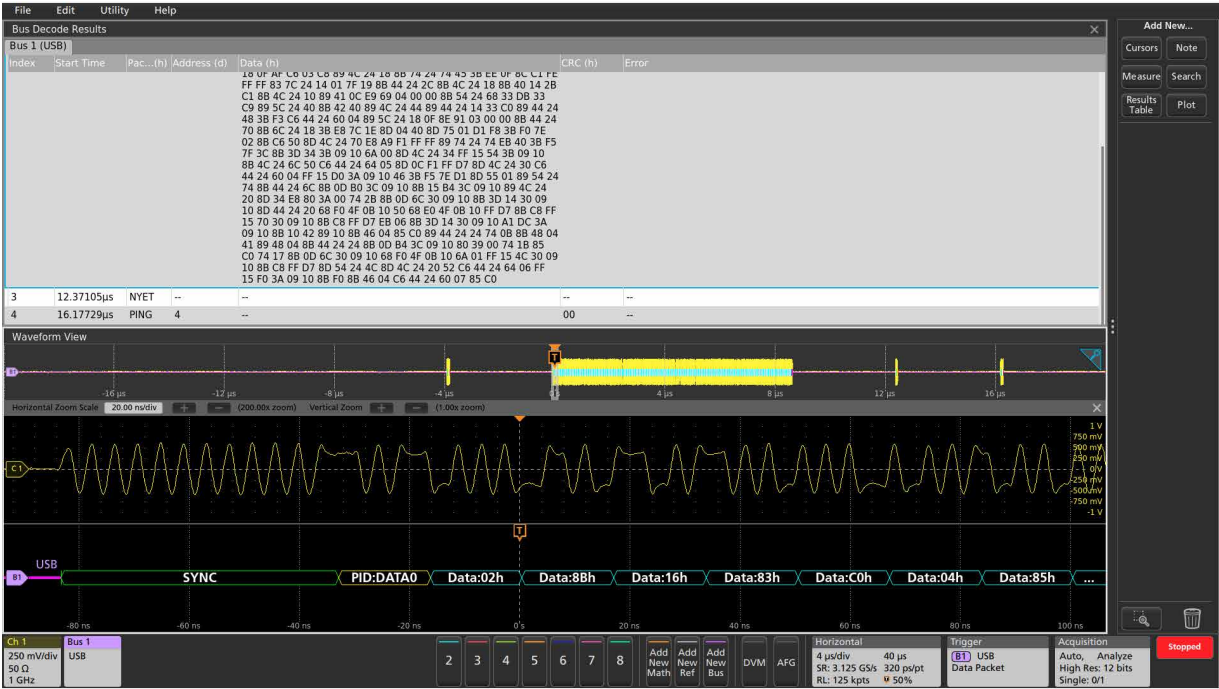 File Edit Utility Help
Bus Decode Results
Bus 1 (USB)
Index Start Time Pac...(h) Address (d) Data (h) CRC (h) Error
18 0F AF C6 03 C8 89 4C 24 18 8B 74 24 74 45 3B EE 0F 8C C1 FE
FF FF 83 7C 24 14 01 7F 19 8B 44 24 2C 8B 4C 24 18 8B 40 14 2B
C1 8B 4C 24 10 89 41 0C E9 69 04 00 00 8B 54 24 68 33 DB 33
C9 89 5C 24 40 8B 42 40 89 4C 24 44 89 44 24 14 33 C0 89 44 24
48 3B F3 C6 44 24 60 04 89 5C 24 18 0F 8E 91 03 00 00 8B 44 24
70 8B 6C 24 18 3B E8 7C 1E 8D 04 40 8D 75 01 D1 F8 3B F0 7E
02 8B C6 50 8D 4C 24 70 E8 A9 F1 FF FF 89 74 24 74 EB 40 3B F5
7F 3C 8B 3D 34 3B 09 10 6A 00 8D 4C 24 34 FF 15 54 3B 09 10
8B 4C 24 6C 50 C6 44 24 64 05 8D 0C F1 FF D7 8D 4C 24 30 C6
44 24 60 04 FF 15 D0 3A 09 10 46 3B F5 7E D1 8D 55 01 89 54 24
74 8B 44 24 6C 8B 0D B0 3C 09 10 8B 15 B4 3C 09 10 89 4C 24
20 8D 34 E8 80 3A 00 74 2B 8B 0D 6C 30 09 10 8B 3D 14 30 09
10 8D 44 24 20 68 F0 4F 0B 10 50 68 E0 4F 0B 10 FF D7 8B C8 FF
15 70 30 09 10 8B C8 FF D7 EB 06 8B 3D 14 30 09 10 A1 DC 3A
09 10 8B 10 42 89 10 8B 46 04 85 C0 89 44 24 24 74 0B 8B 48 04
41 89 48 04 8B 44 24 24 8B 0D B4 3C 09 10 80 39 00 74 1B 85
C0 74 17 8B 0D 6C 30 09 10 68 F0 4F 0B 10 6A 01 FF 15 4C 30 09
10 8B C8 FF D7 8D 54 24 4C 8D 4C 24 20 52 C6 44 24 64 06 FF
15 F0 3A 09 10 8B F0 8B 46 04 C6 44 24 60 07 85 C0
3 12.37105µs NYET -- -- -- --
4 16.17729µs PING 4 -- 00 --
Waveform View
T
B1
-16 µs -12 µs -8 µs -4 µs 0 s 4 µs 8 µs 12 µs 16 µs
Horizontal Zoom Scale 20.00 ns/div + − (200.00x zoom) Vertical Zoom + − (1.00x zoom)
1 V
750 mV
500 mV
250 mV
C1 0 V
-250 mV
-500 mV
-750 mV
-1 V
T
USB
B1 SYNC PID:DATA0 Data:02h Data:8Bh Data:16h Data:83h Data:C0h Data:04h Data:85h ...
-80 ns -60 ns -40 ns -20 ns 0 s 20 ns 40 ns 60 ns 80 ns 100 ns
Add New...
Cursors Note
Measure Search
Results Table Plot
Ch 1
250 mV/div
50 Ω
1 GHz
Bus 1
USB
2 3 4 5 6 7 8
Add New Math
Add New Ref
Add New Bus
DVM AFG
Horizontal
4 µs/div 40 µs
SR: 3.125 GS/s 320 ps/pt
RL: 125 kpts 50%
Trigger
B1 USB
Data Packet
Acquisition
Auto, Analyze
High Res: 12 bits
Single: 0/1
Stopped